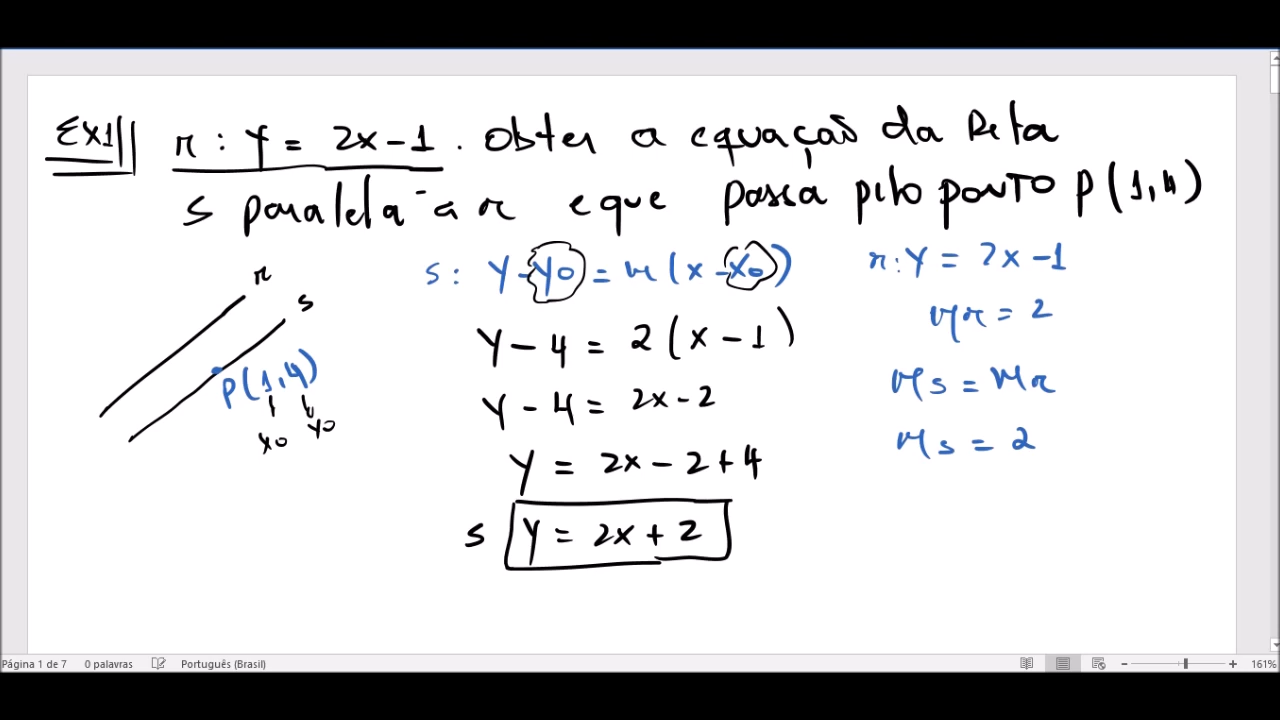 EX1|| r : Y = 2x - 1 . Obter a equação da Reta
s paralela a r e que passa pelo ponto P(1,4)
r
s
P(1,4)
x0 y0
s: Y - y0 = m(x - x0)
Y - 4 = 2(x - 1)
Y - 4 = 2x - 2
Y = 2x - 2 + 4
s Y = 2x + 2
r: Y = 2x - 1
mr = 2
ms = mr
ms = 2
Página 1 de 7 0 palavras Português (Brasil) 161%